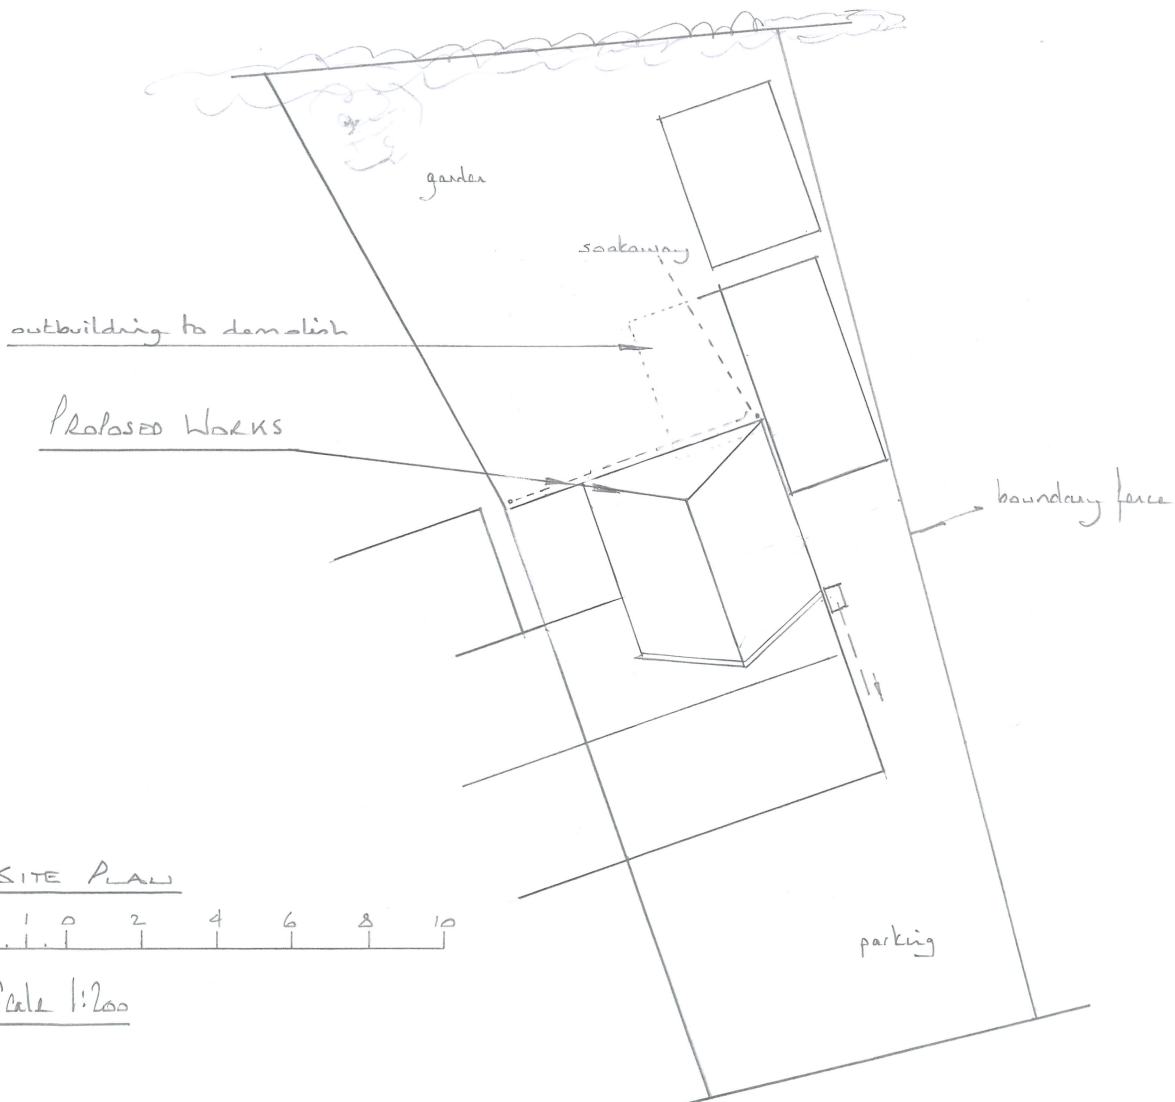 garden
soakaway
outbuilding to demolish
PROPOSED WORKS
boundary fence
SITE PLAN
1 0 2 4 6 8 10
Scale 1:200
parking